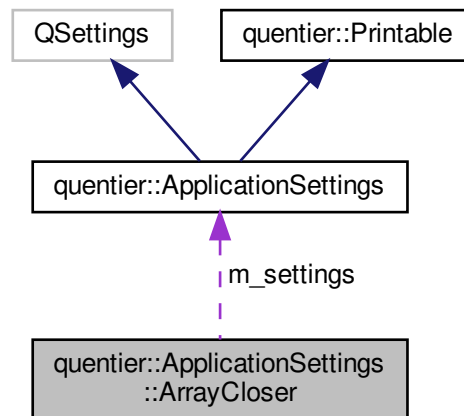 QSettings
quentier::Printable
quentier::ApplicationSettings
m_settings
quentier::ApplicationSettings
::ArrayCloser